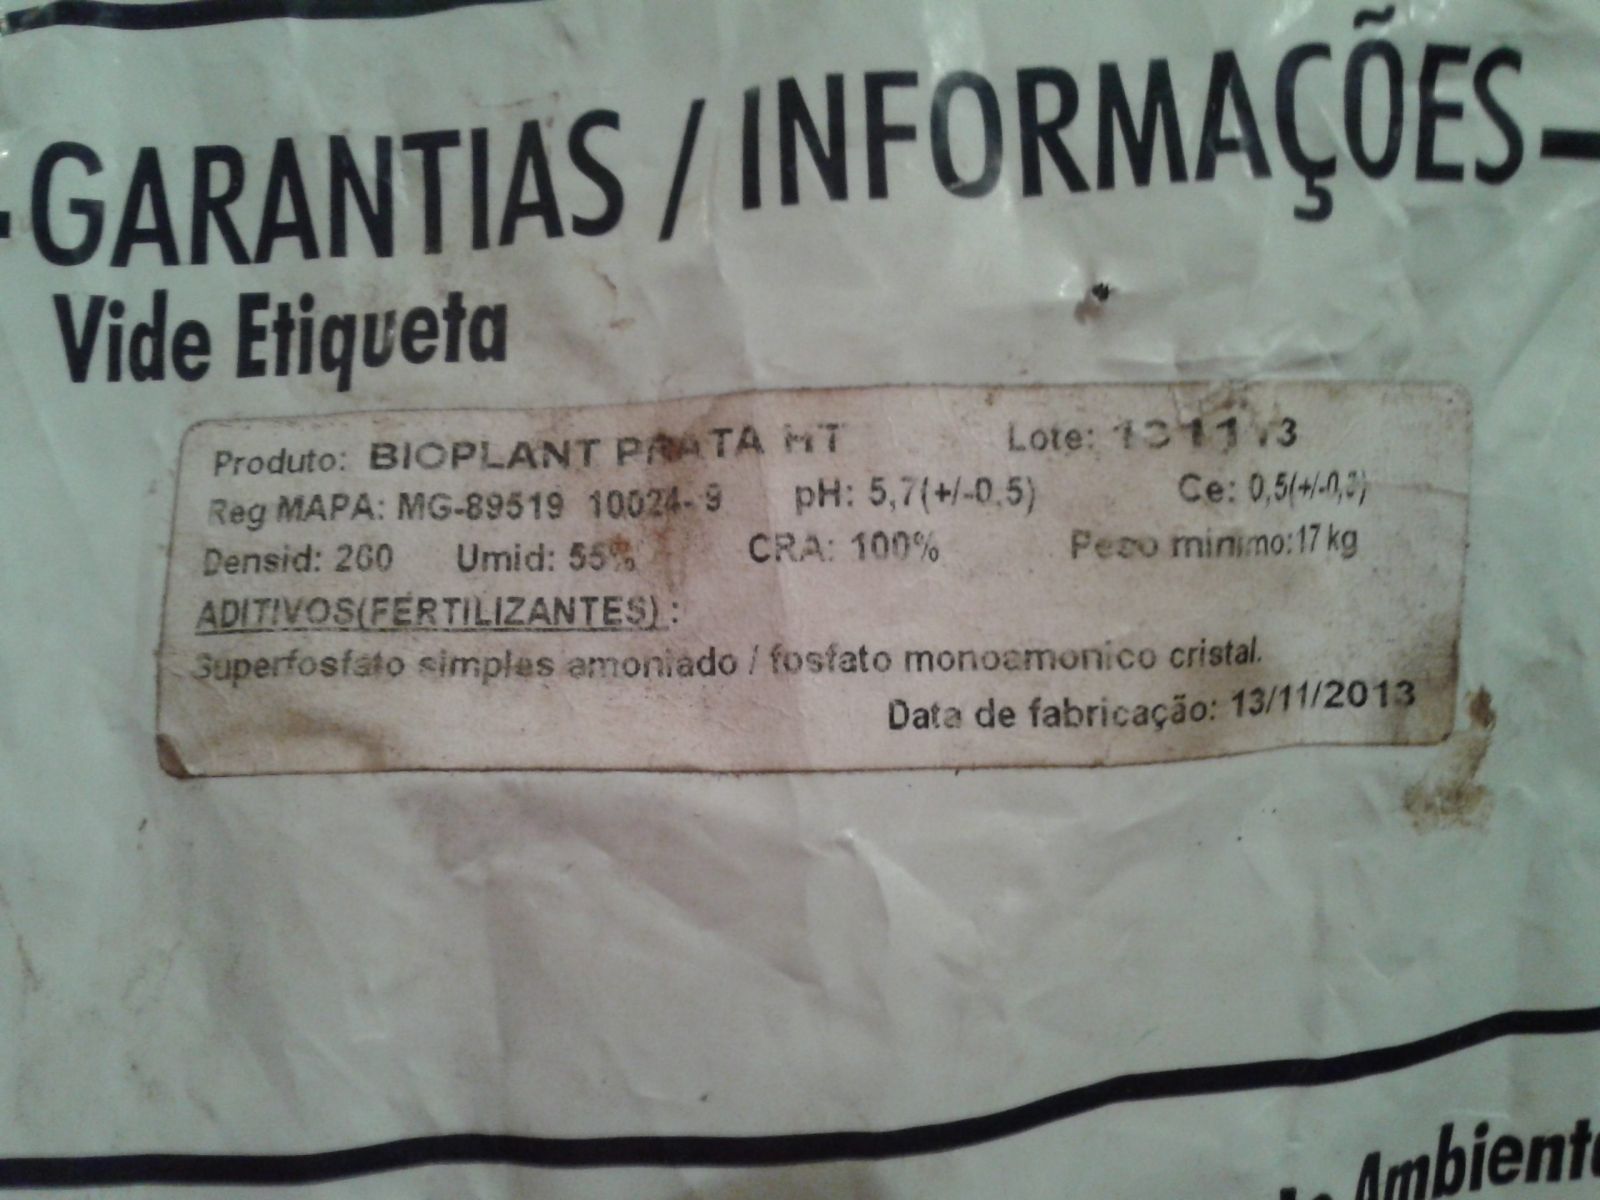 GARANTIAS / INFORMAÇÕES
Vide Etiqueta
Produto: BIOPLANT PRATA HT Lote: 131113
Reg MAPA: MG-89519 10024-9 pH: 5,7(+/-0,5) Ce: 0,5(+/-0,3)
Densid: 260 Umid: 55% CRA: 100% Peso minimo:17 kg
ADITIVOS(FERTILIZANTES) :
Superfosfato simples amoniado / fosfato monoamonico cristal.
Data de fabricação: 13/11/2013
Ambiente